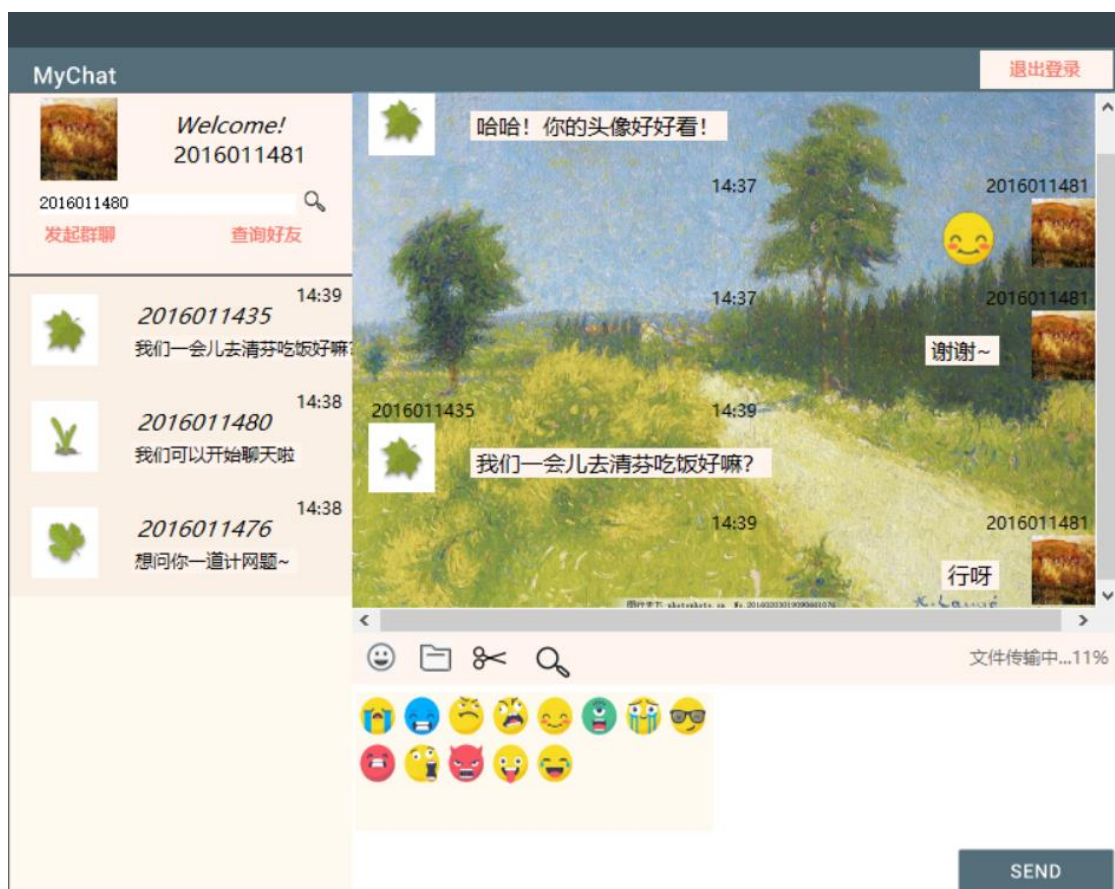 MyChat
退出登录
Welcome!
2016011481
2016011480
发起群聊
查询好友
14:39
2016011435
我们一会儿去清芬吃饭好嘛?
14:38
2016011480
我们可以开始聊天啦
14:38
2016011476
想问你一道计网题~
哈哈！你的头像好好看！
14:37
2016011481
14:37
2016011481
谢谢~
2016011435
14:39
我们一会儿去清芬吃饭好嘛？
14:39
2016011481
行呀
文件传输中...11%
SEND